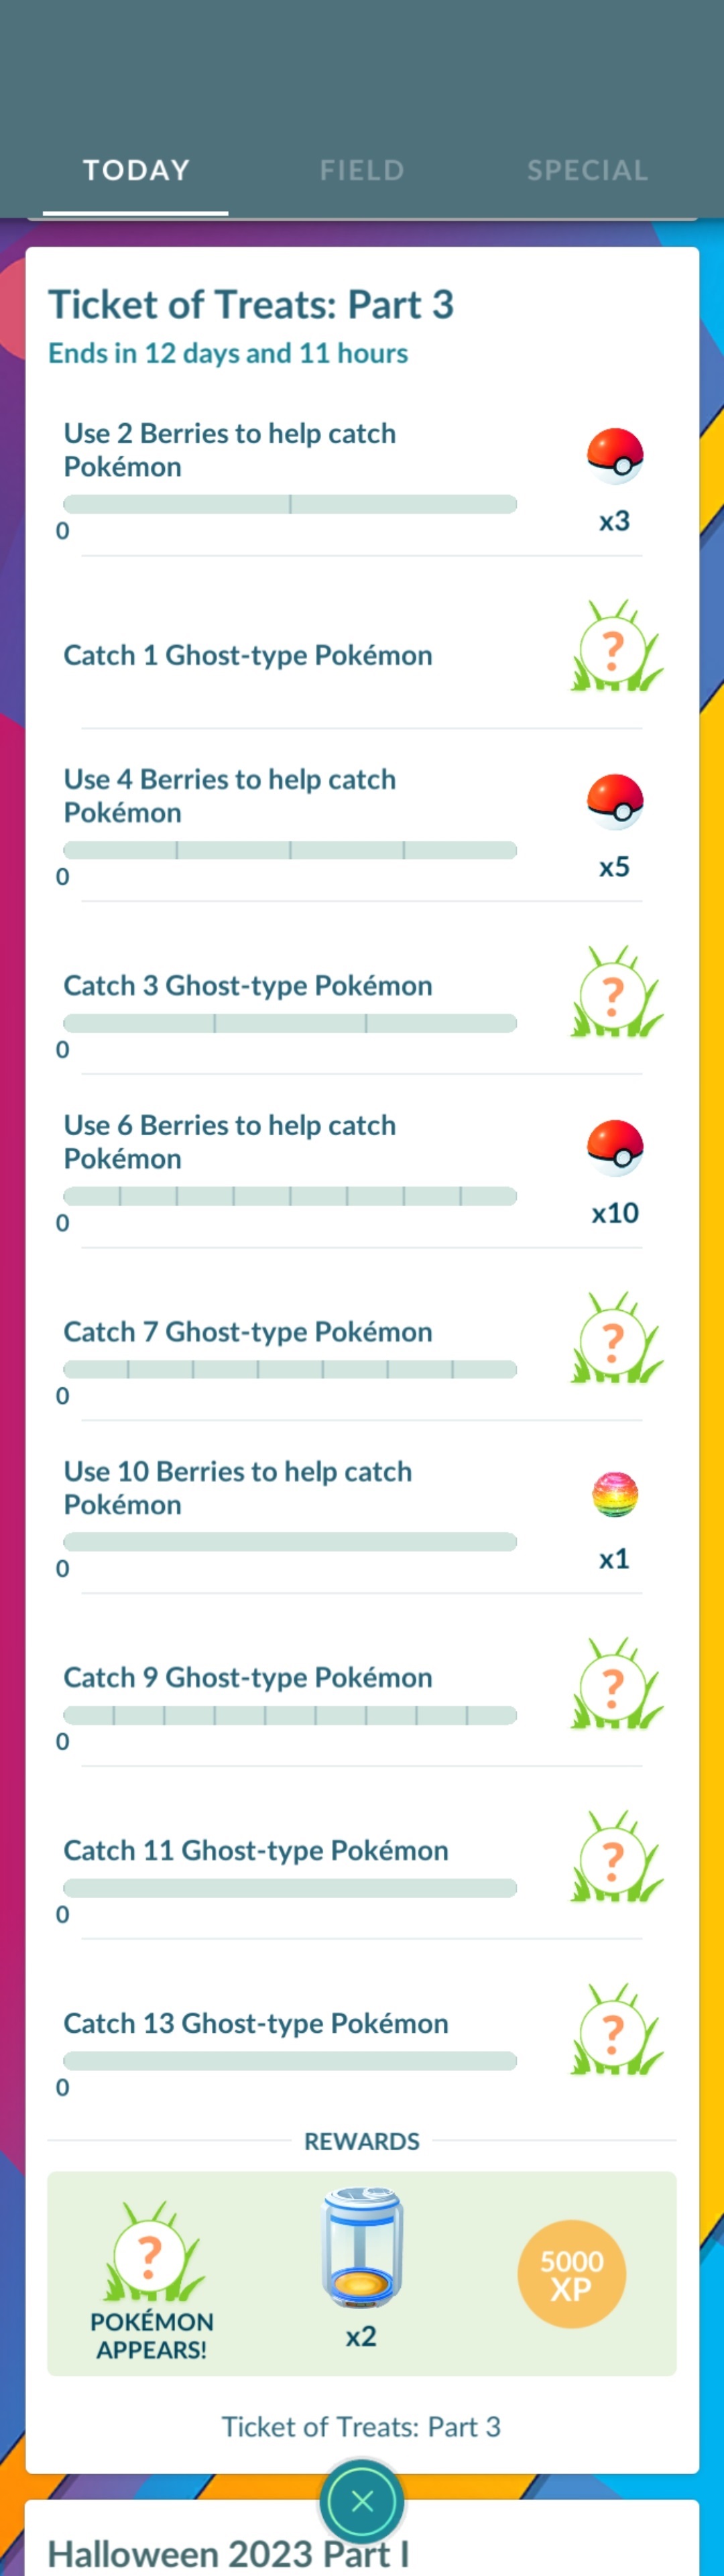 TODAY FIELD SPECIAL
Ticket of Treats: Part 3
Ends in 12 days and 11 hours
Use 2 Berries to help catch
Pokémon
0
x3
Catch 1 Ghost-type Pokémon
?
Use 4 Berries to help catch
Pokémon
0
x5
Catch 3 Ghost-type Pokémon
0
?
Use 6 Berries to help catch
Pokémon
0
x10
Catch 7 Ghost-type Pokémon
0
?
Use 10 Berries to help catch
Pokémon
0
x1
Catch 9 Ghost-type Pokémon
0
?
Catch 11 Ghost-type Pokémon
0
?
Catch 13 Ghost-type Pokémon
0
?
REWARDS
?
POKÉMON
APPEARS!
x2
5000
XP
Ticket of Treats: Part 3
Halloween 2023 Part I